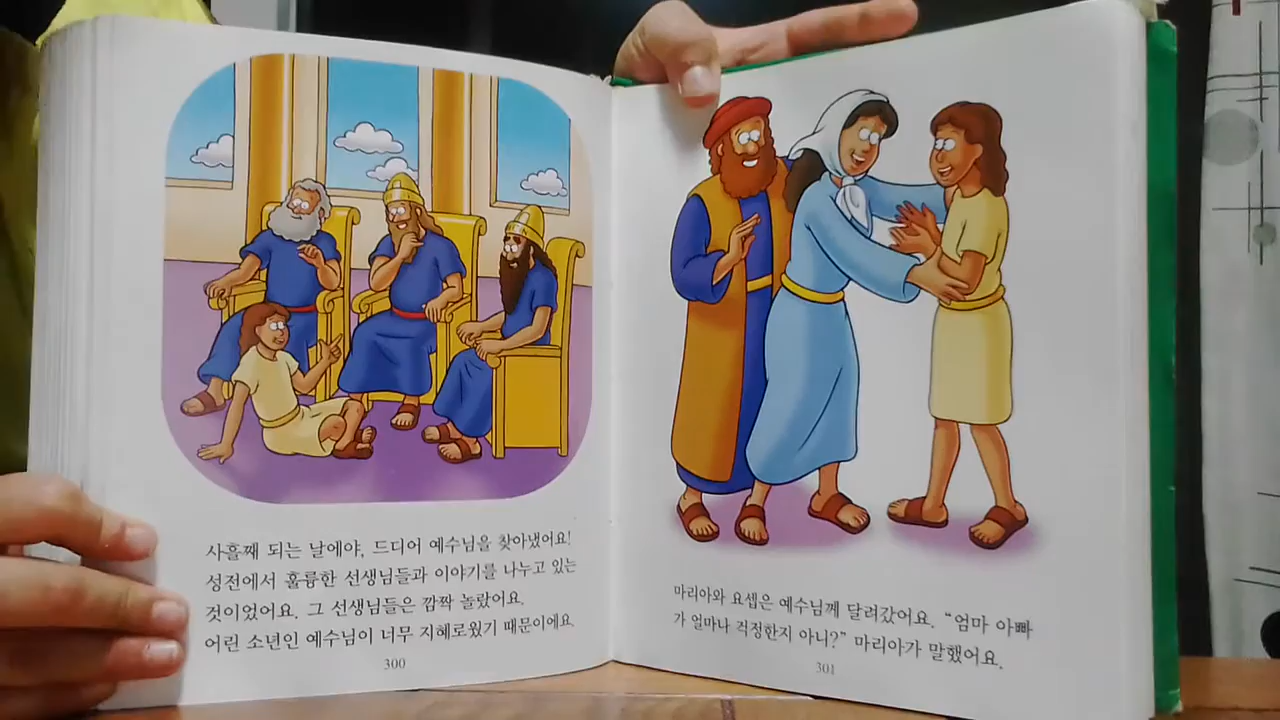 사흘째 되는 날에야, 드디어 예수님을 찾아냈어요!
성전에서 훌륭한 선생님들과 이야기를 나누고 있는
것이었어요. 그 선생님들은 깜짝 놀랐어요.
어린 소년인 예수님이 너무 지혜로웠기 때문이에요.
300
마리아와 요셉은 예수님께 달려갔어요. “엄마 아빠
가 얼마나 걱정한지 아니?” 마리아가 말했어요.
301